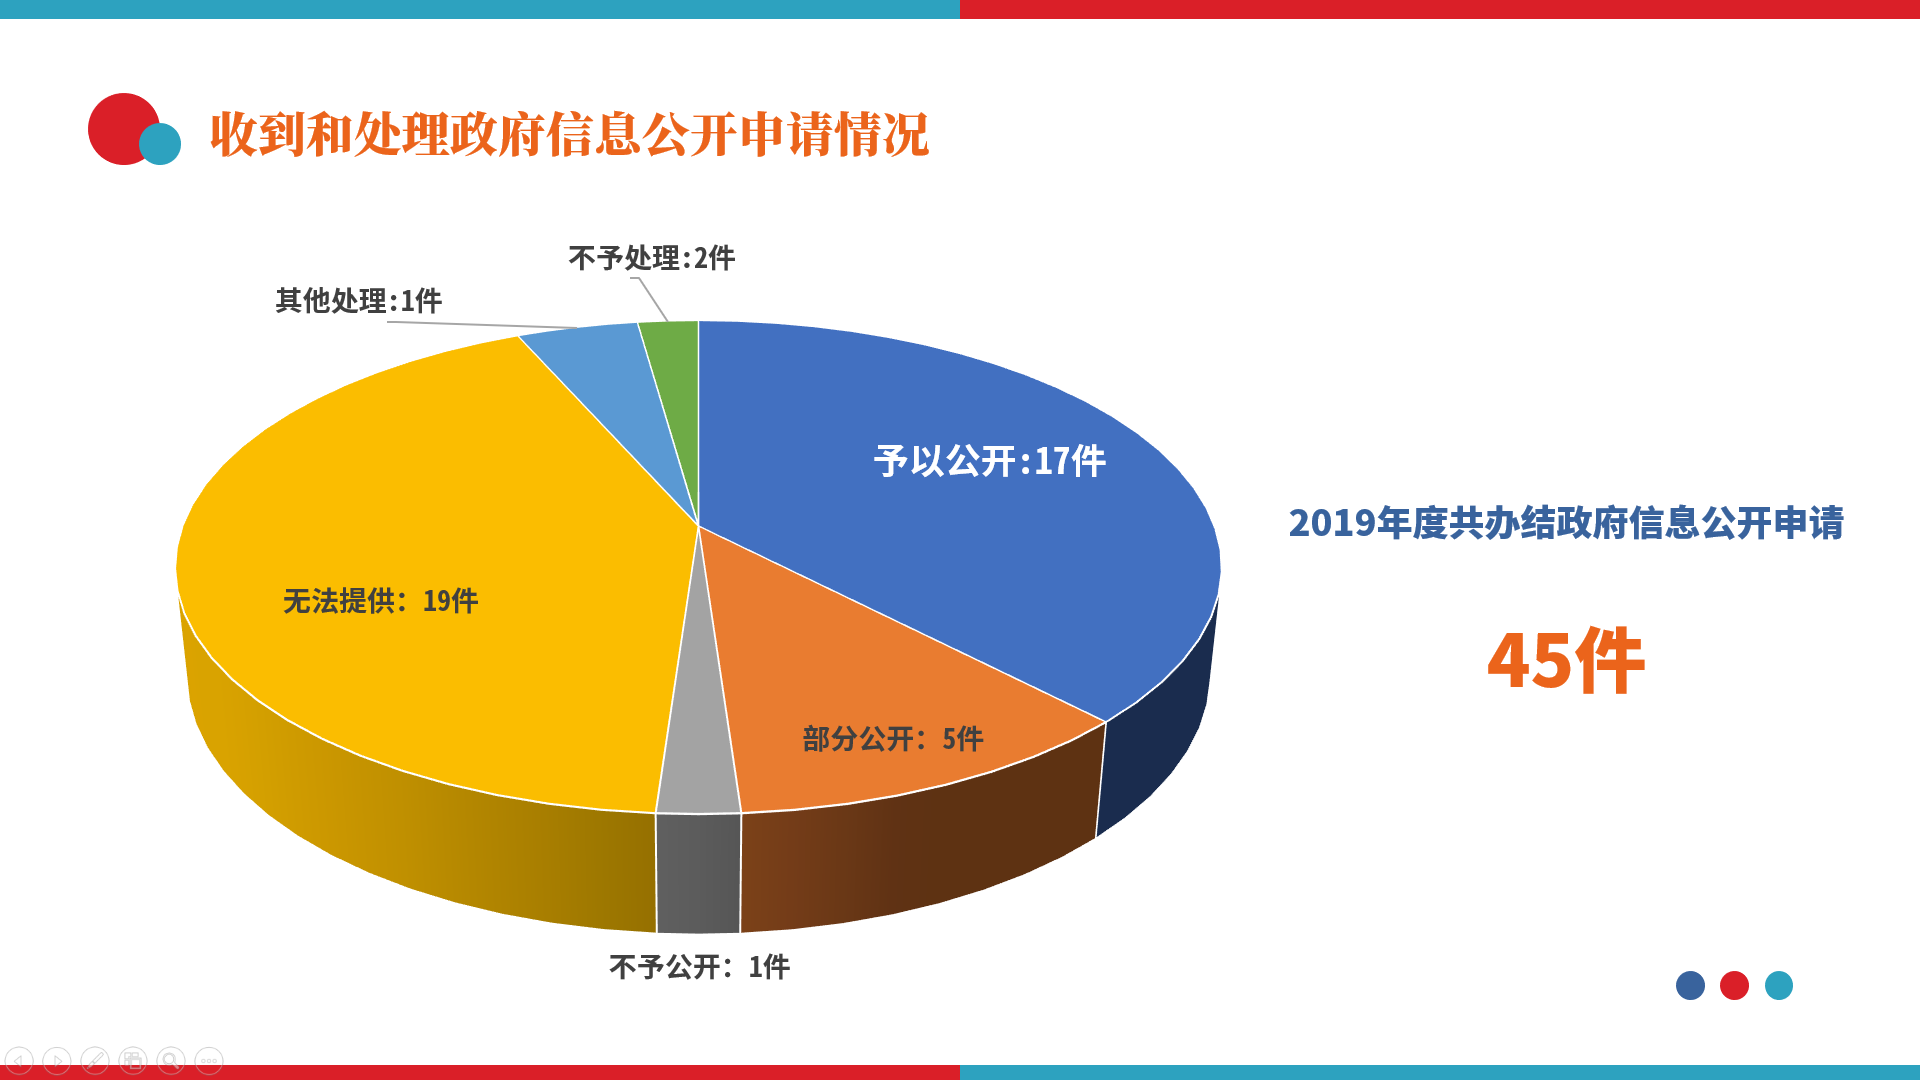 收到和处理政府信息公开申请情况
不予处理:2件
其他处理:1件
予以公开:17件
2019年度共办结政府信息公开申请
无法提供：19件
45件
部分公开：5件
不予公开：1件